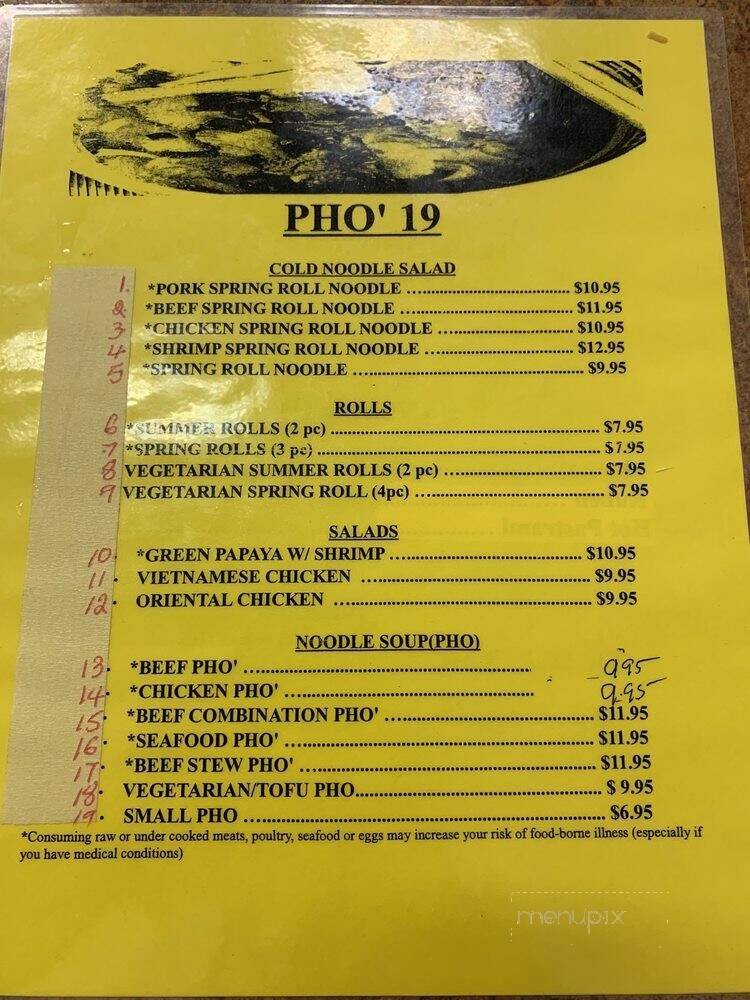 PHO' 19
COLD NOODLE SALAD
1. *PORK SPRING ROLL NOODLE ................................. $10.95
2. *BEEF SPRING ROLL NOODLE ................................... $11.95
3 *CHICKEN SPRING ROLL NOODLE ........................... $10.95
4 *SHRIMP SPRING ROLL NOODLE .............................. $12.95
5 *SPRING ROLL NOODLE ............................................... $9.95
ROLLS
6 *SUMMER ROLLS (2 pc) ........................................................ $7.95
7 *SPRING ROLLS (3 pc) ........................................................... $7.95
8 VEGETARIAN SUMMER ROLLS (2 pc) ................................ $7.95
9 VEGETARIAN SPRING ROLL (4pc) ...................................... $7.95
SALADS
10. *GREEN PAPAYA W/ SHRIMP ....................................... $10.95
11. VIETNAMESE CHICKEN .............................................. $9.95
12. ORIENTAL CHICKEN .................................................... $9.95
NOODLE SOUP(PHO)
13. *BEEF PHO' ......................................................... 9.95
14. *CHICKEN PHO' .................................................. 9.95
15. *BEEF COMBINATION PHO' .......................................... $11.95
16. *SEAFOOD PHO' .............................................................. $11.95
17. *BEEF STEW PHO' ........................................................... $11.95
18. VEGETARIAN/TOFU PHO.................................................. $ 9.95
19. SMALL PHO ......................................................................... $6.95
*Consuming raw or under cooked meats, poultry, seafood or eggs may increase your risk of food-borne illness (especially if
you have medical conditions)
menupix